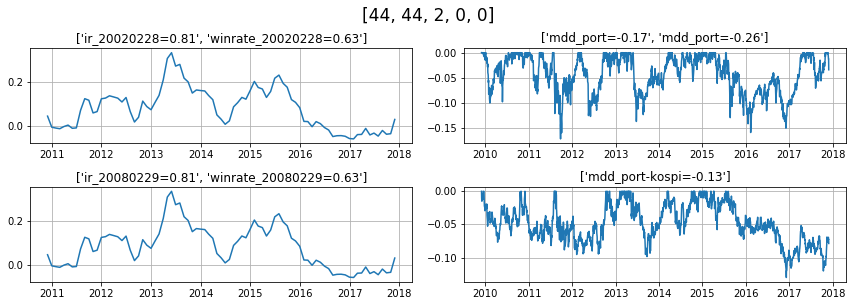 [44, 44, 2, 0, 0]
['ir_20020228=0.81', 'winrate_20020228=0.63']
0.2
0.0
2011 2012 2013 2014 2015 2016 2017 2018
['mdd_port=-0.17', 'mdd_port=-0.26']
0.00
−0.05
−0.10
−0.15
2010 2011 2012 2013 2014 2015 2016 2017 2018
['ir_20080229=0.81', 'winrate_20080229=0.63']
0.2
0.0
2011 2012 2013 2014 2015 2016 2017 2018
['mdd_port-kospi=-0.13']
0.00
−0.05
−0.10
2010 2011 2012 2013 2014 2015 2016 2017 2018